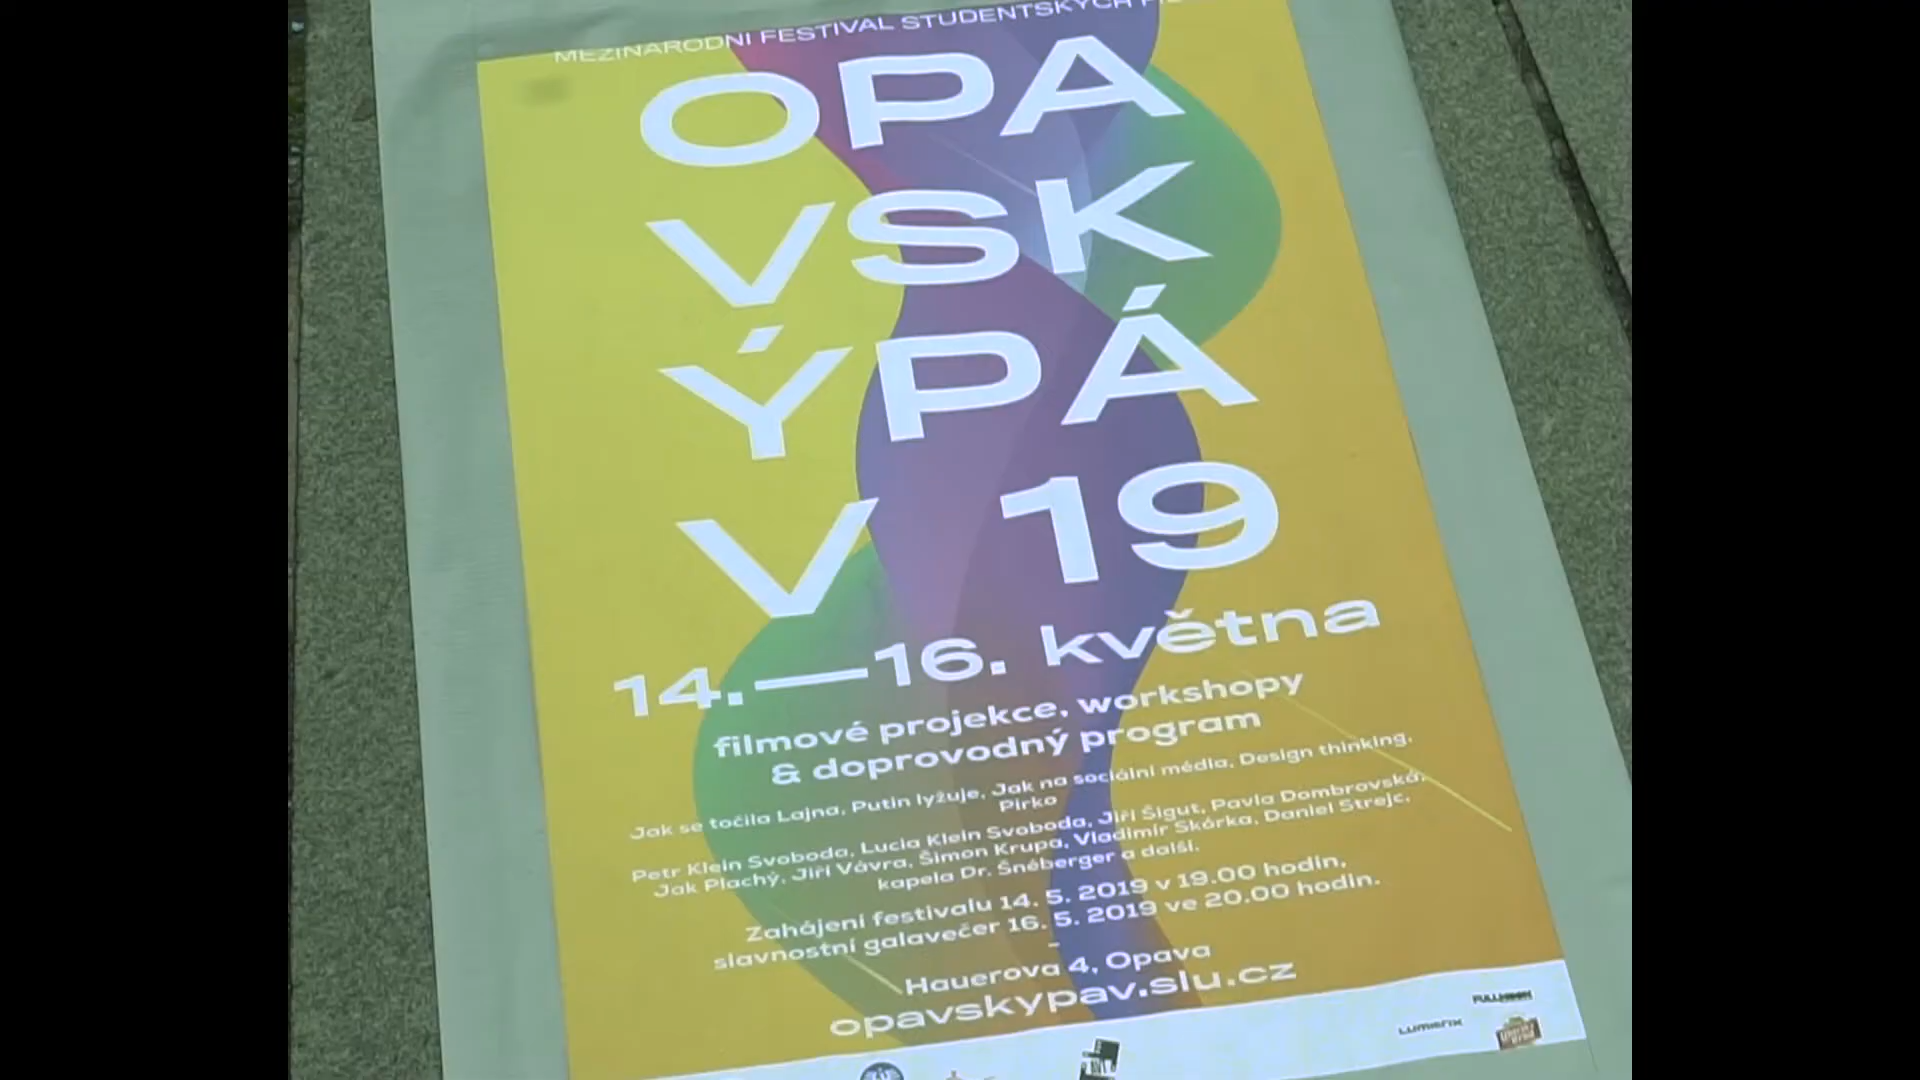 MEZINÁRODNÍ FESTIVAL STUDENTSKÝCH
OPA
VSK
ÝPÁ
V 19
14.—16. května
filmové projekce, workshopy
& doprovodný program
Jak se točila Lajna, Putin lyžuje, Jak na sociální média, Design thinking,
Pírko
Petr Klein Svoboda, Lucia Klein Svoboda, Jiří Šigut, Pavla Dombrovská,
Jak Plachý, Jiří Vávra, Šimon Krupa, Vladimír Skórka, Daniel Strejc,
kapela Dr. Šnéberger a další.
Zahájení festivalu 14. 5. 2019 v 19.00 hodin,
slavnostní galavečer 16. 5. 2019 ve 20.00 hodin.
-
Hauerova 4, Opava
opavskypav.slu.cz
FULLMOON
LUMENIX